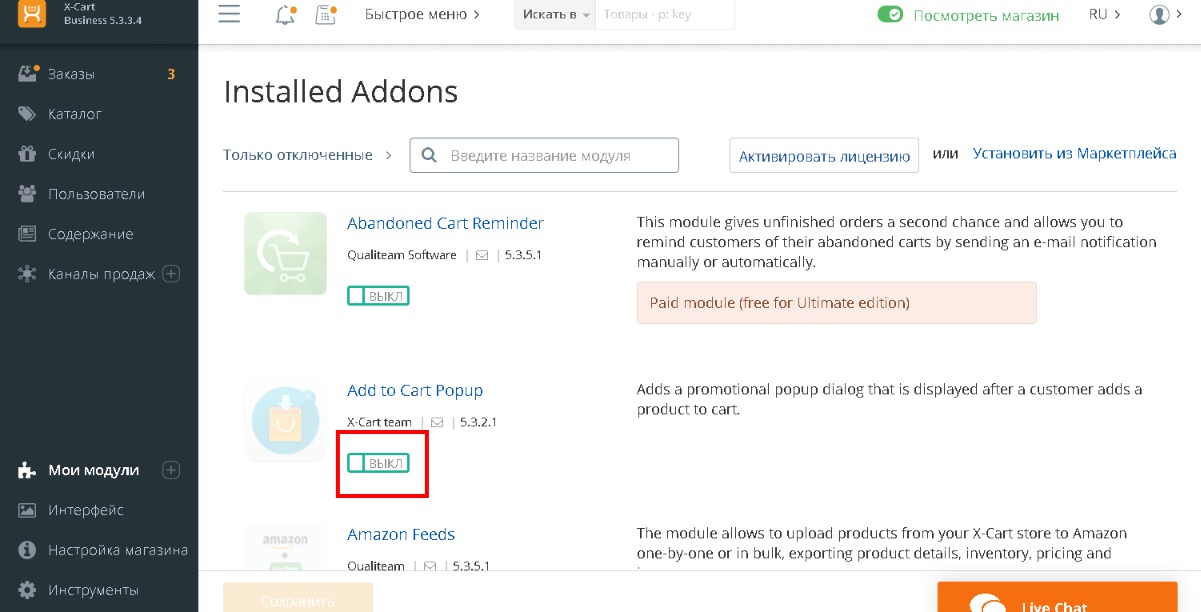 X-Cart
Business 5.3.3.4
Быстрое меню
Искать в
Товары - p: key
Посмотреть магазин
RU
Заказы 3
Каталог
Скидки
Пользователи
Содержание
Каналы продаж
Мои модули
Интерфейс
Настройка магазина
Инструменты
Installed Addons
Только отключенные
Введите название модуля
Активировать лицензию
или
Установить из Маркетплейса
Abandoned Cart Reminder
Qualiteam Software | | 5.3.5.1
ВЫКЛ
This module gives unfinished orders a second chance and allows you to
remind customers of their abandoned carts by sending an e-mail notification
manually or automatically.
Paid module (free for Ultimate edition)
Add to Cart Popup
X-Cart team | | 5.3.2.1
ВЫКЛ
Adds a promotional popup dialog that is displayed after a customer adds a
product to cart.
amazon
Amazon Feeds
Qualiteam | | 5.3.5.1
The module allows to upload products from your X-Cart store to Amazon
one-by-one or in bulk, exporting product details, inventory, pricing and
Сохранить
Live Chat